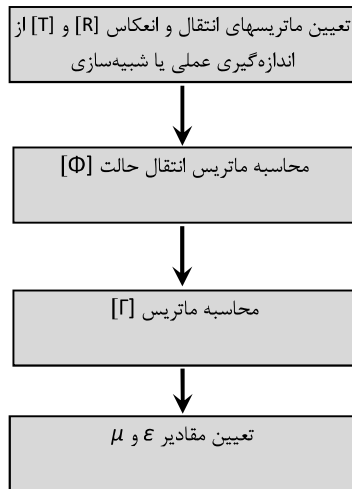 تعیین ماتریسهای انتقال و انعکاس [R] و [T] از
اندازه‌گیری عملی یا شبیه‌سازی
محاسبه ماتریس انتقال حالت [Φ]
محاسبه ماتریس [Γ]
تعیین مقادیر ε و μ